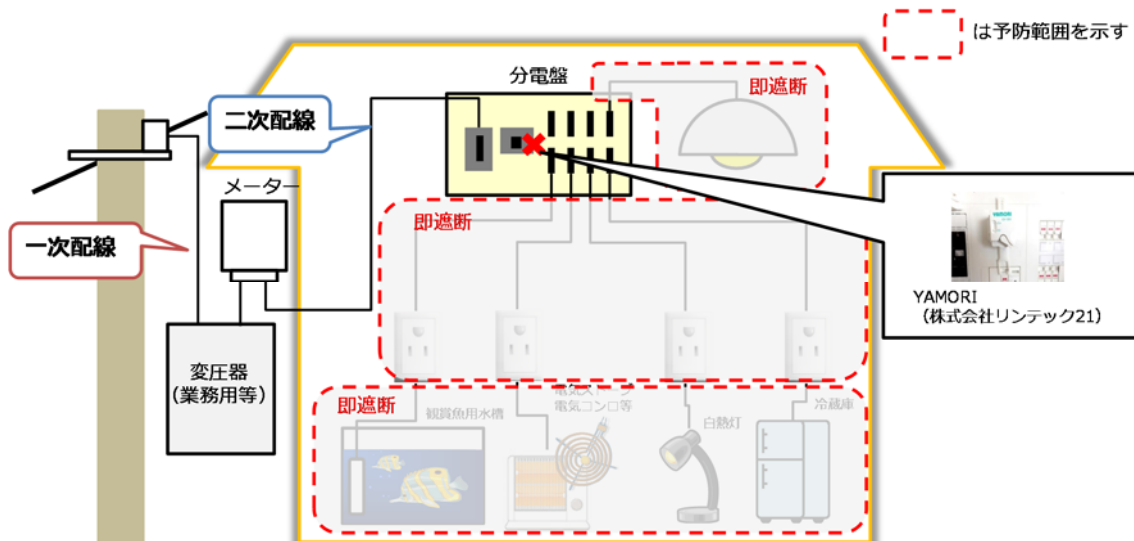 は予防範囲を示す
分電盤
即遮断
二次配線
メーター
即遮断
一次配線
YAMORI
YAMORI
(株式会社リンテック21)
変圧器
(業務用等)
即遮断
観賞魚用水槽
電気ストーブ
電気コンロ等
白熱灯
冷蔵庫